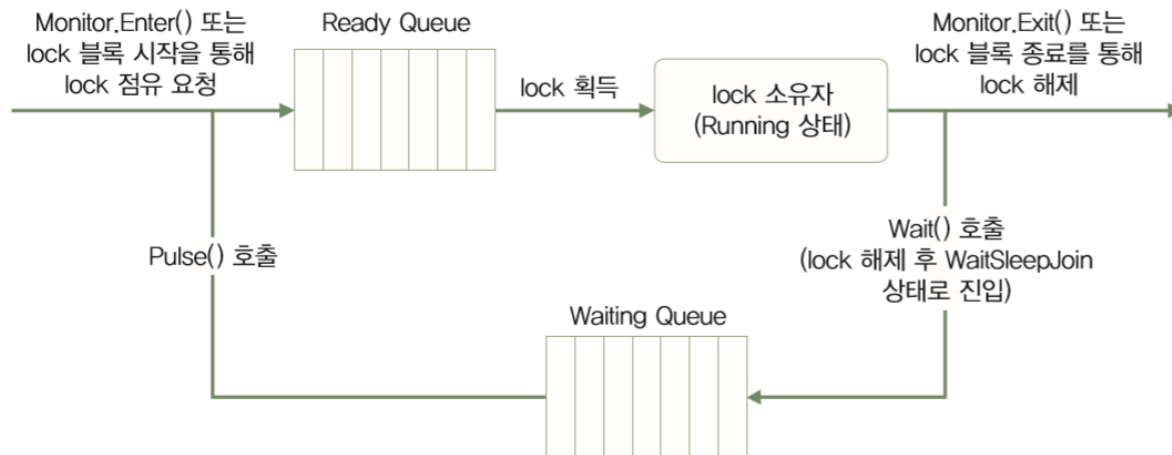 Monitor.Enter() 또는
lock 블록 시작을 통해
lock 점유 요청
Ready Queue
lock 획득
lock 소유자
(Running 상태)
Monitor.Exit() 또는
lock 블록 종료를 통해
lock 해제
Pulse() 호출
Wait() 호출
(lock 해제 후 WaitSleepJoin
상태로 진입)
Waiting Queue